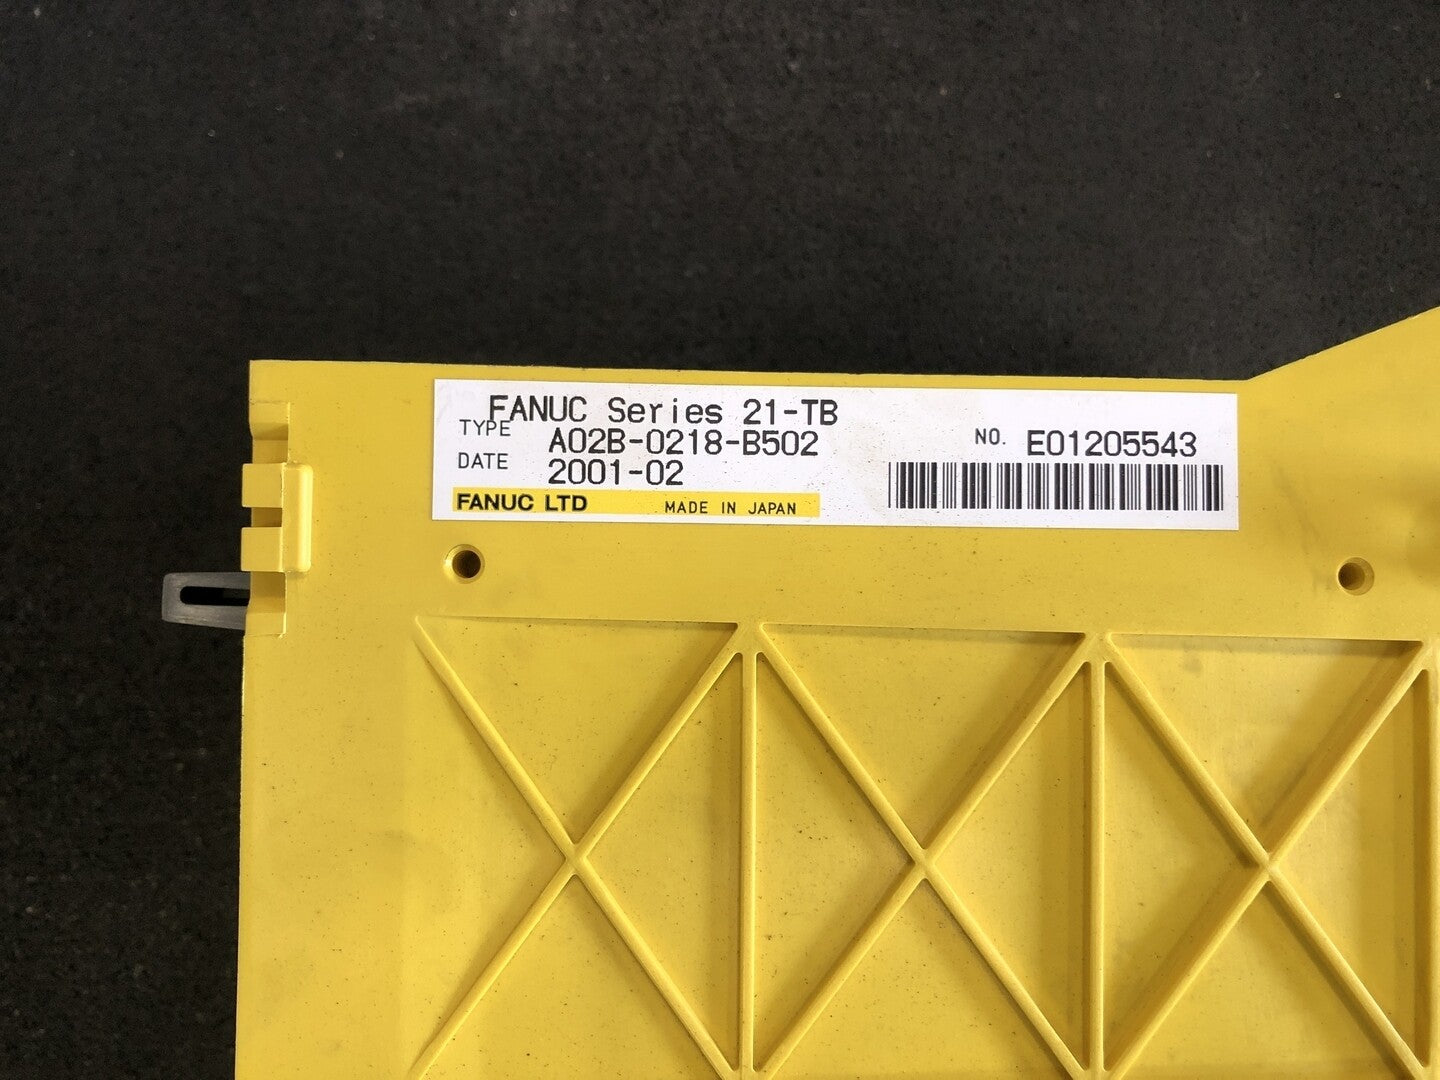 FANUC Series 21-TB
TYPE A02B-0218-B502
NO. E01205543
DATE 2001-02
FANUC LTD MADE IN JAPAN